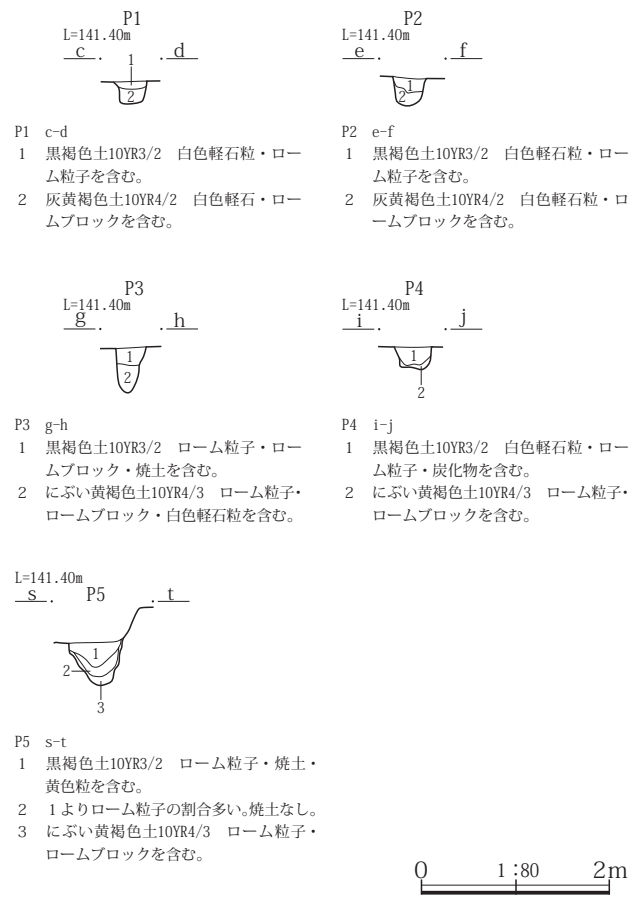 P1
L=141.40m
c . . d
1
2
P1 c-d
1 黒褐色土10YR3/2 白色軽石粒・ロー
ム粒子を含む。
2 灰黄褐色土10YR4/2 白色軽石・ロー
ムブロックを含む。
P2
L=141.40m
e . . f
1
2
P2 e-f
1 黒褐色土10YR3/2 白色軽石粒・ロー
ム粒子を含む。
2 灰黄褐色土10YR4/2 白色軽石粒・ロ
ームブロックを含む。
P3
L=141.40m
g . . h
1
2
P3 g-h
1 黒褐色土10YR3/2 ローム粒子・ロー
ムブロック・焼土を含む。
2 にぶい黄褐色土10YR4/3 ローム粒子・
ロームブロック・白色軽石粒を含む。
P4
L=141.40m
i . . j
1
2
P4 i-j
1 黒褐色土10YR3/2 白色軽石粒・ロー
ム粒子・炭化物を含む。
2 にぶい黄褐色土10YR4/3 ローム粒子・
ロームブロックを含む。
L=141.40m
s . P5 . t
1
2
3
P5 s-t
1 黒褐色土10YR3/2 ローム粒子・焼土・
黄色粒を含む。
2 1よりローム粒子の割合多い。焼土なし。
3 にぶい黄褐色土10YR4/3 ローム粒子・
ロームブロックを含む。
0 1:80 2m